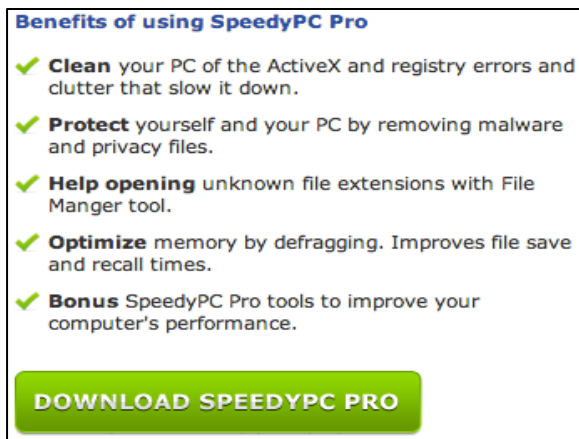 Benefits of using SpeedyPC Pro
Clean your PC of the ActiveX and registry errors and
clutter that slow it down.
Protect yourself and your PC by removing malware
and privacy files.
Help opening unknown file extensions with File
Manger tool.
Optimize memory by defragging. Improves file save
and recall times.
Bonus SpeedyPC Pro tools to improve your
computer's performance.
DOWNLOAD SPEEDYPC PRO